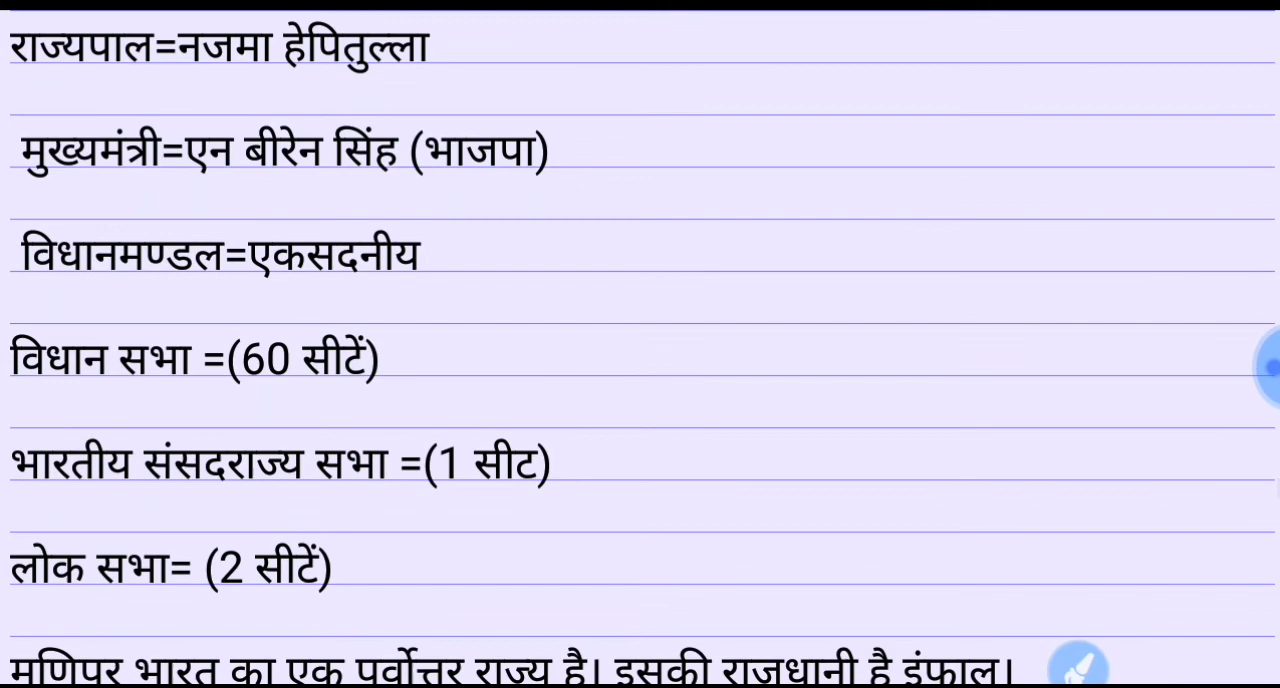 राज्यपाल=नजमा हेपितुल्ला
मुख्यमंत्री=एन बीरेन सिंह (भाजपा)
विधानमण्डल=एकसदनीय
विधान सभा =(60 सीटें)
भारतीय संसदराज्य सभा =(1 सीट)
लोक सभा= (2 सीटें)
मणिपुर भारत का एक पूर्वोत्तर राज्य है। इसकी राजधानी है इंफाल।